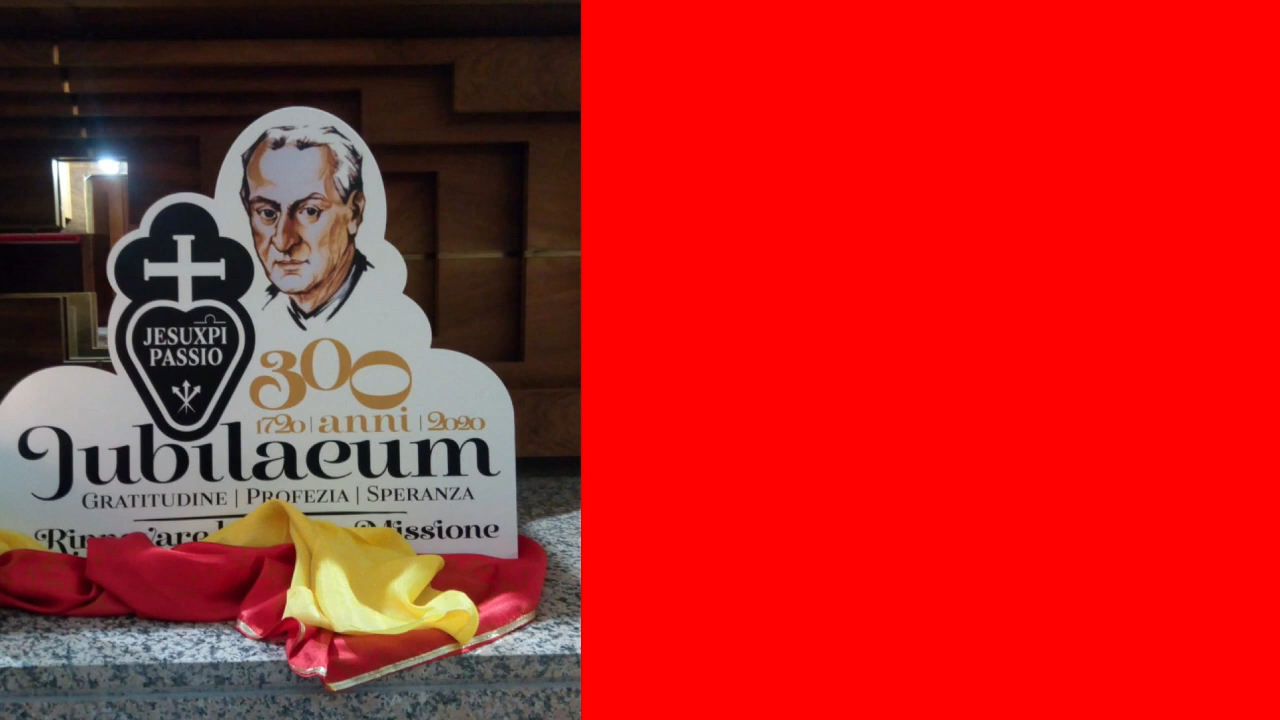 JESUXPI
PASSIO
300
1720 | anni | 2020
Jubilaeum
GRATITUDINE | PROFEZIA | SPERANZA
Missione